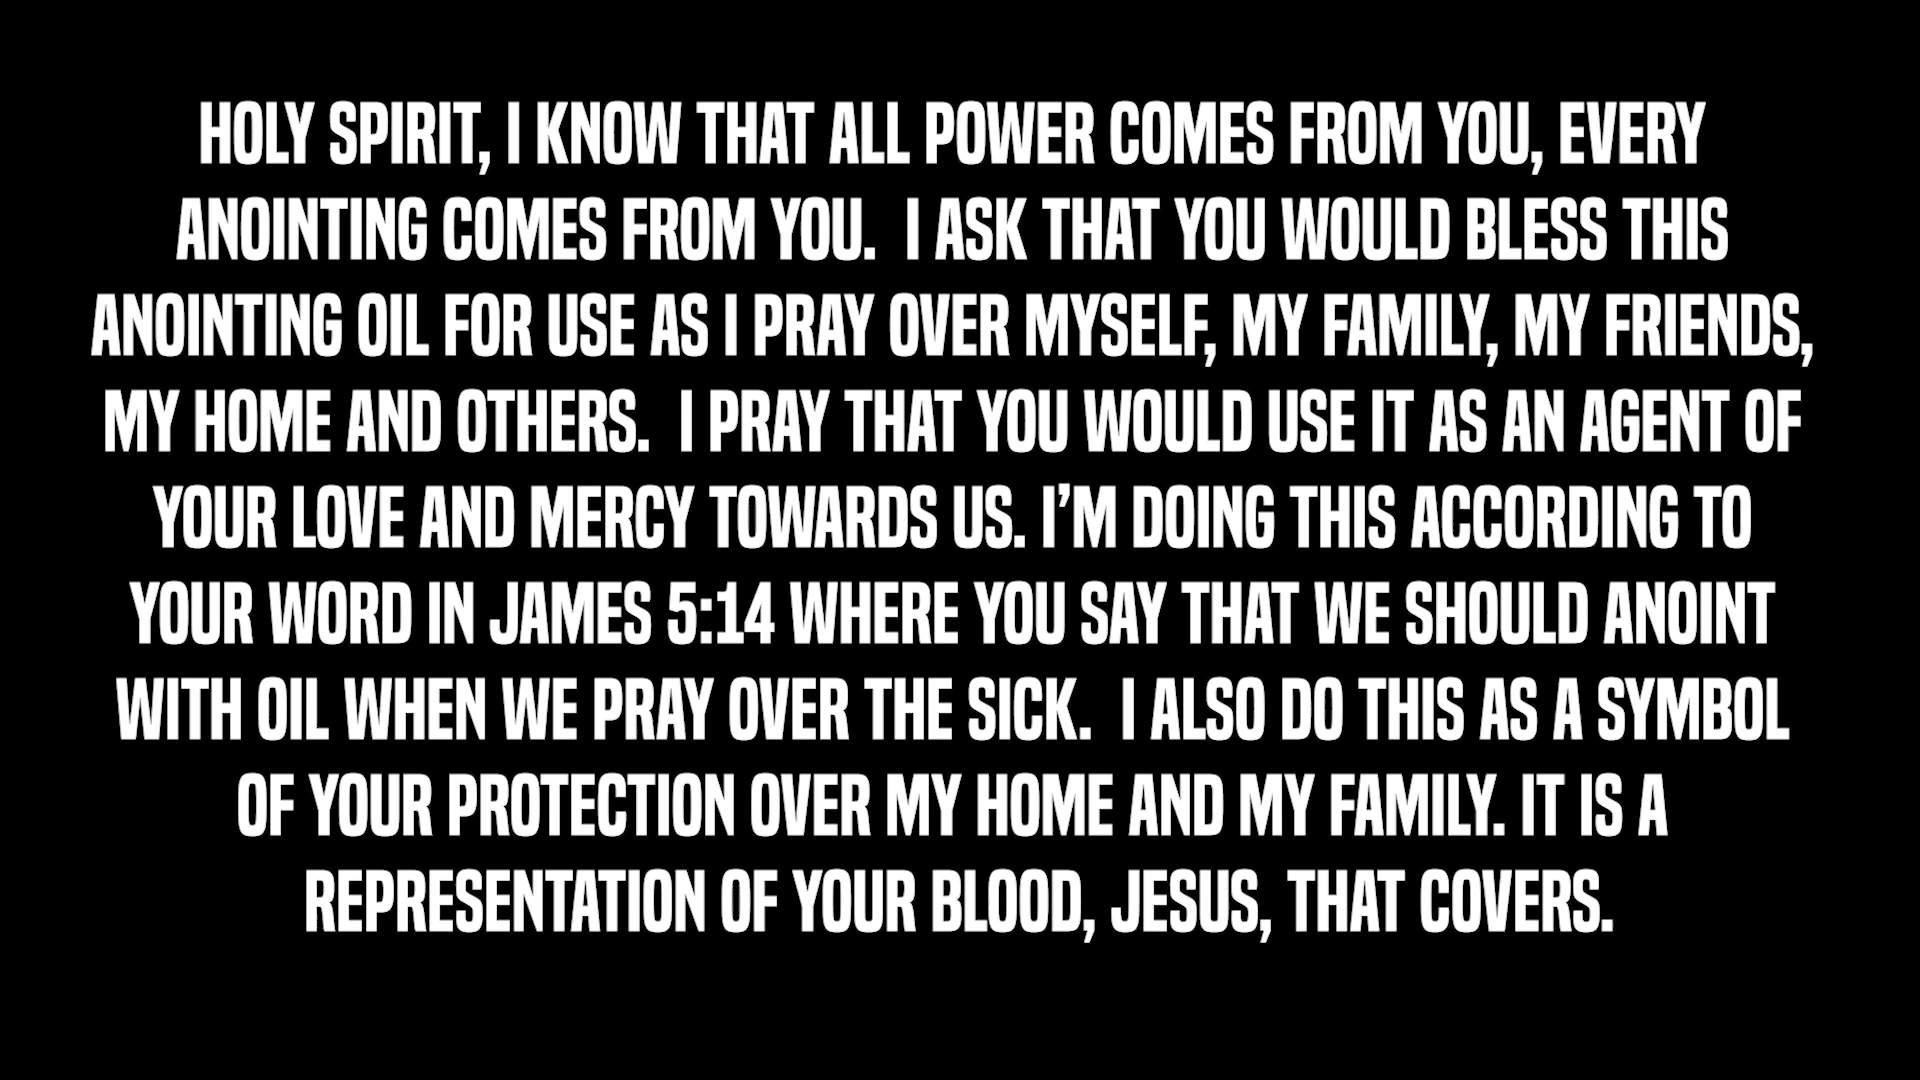 HOLY SPIRIT, I KNOW THAT ALL POWER COMES FROM YOU, EVERY
ANOINTING COMES FROM YOU.  I ASK THAT YOU WOULD BLESS THIS
ANOINTING OIL FOR USE AS I PRAY OVER MYSELF, MY FAMILY, MY FRIENDS,
MY HOME AND OTHERS.  I PRAY THAT YOU WOULD USE IT AS AN AGENT OF
YOUR LOVE AND MERCY TOWARDS US. I’M DOING THIS ACCORDING TO
YOUR WORD IN JAMES 5:14 WHERE YOU SAY THAT WE SHOULD ANOINT
WITH OIL WHEN WE PRAY OVER THE SICK.  I ALSO DO THIS AS A SYMBOL
OF YOUR PROTECTION OVER MY HOME AND MY FAMILY. IT IS A
REPRESENTATION OF YOUR BLOOD, JESUS, THAT COVERS.